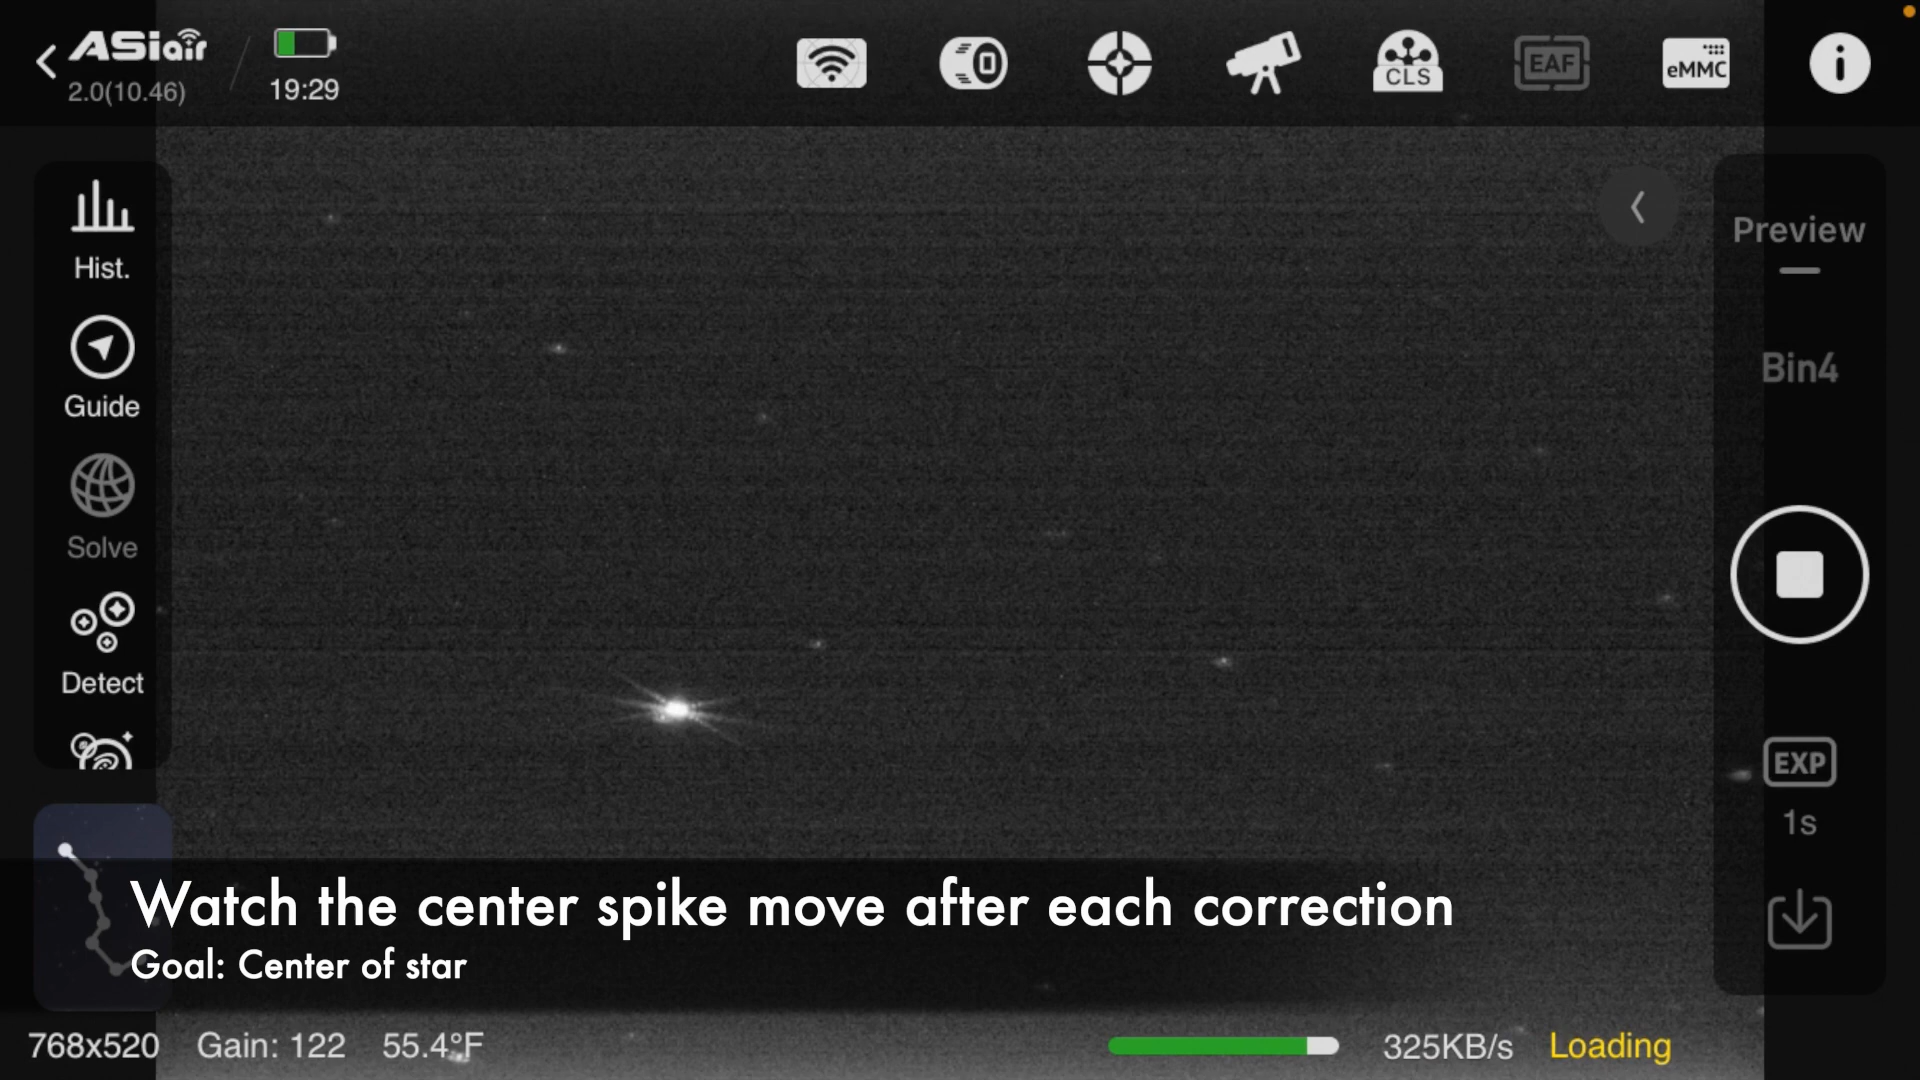 ASiair
2.0(10.46)
19:29
CLS
EAF
eMMC
Hist.
Guide
Solve
Detect
Preview
Bin4
EXP
1s
Watch the center spike move after each correction
Goal: Center of star
768x520 Gain: 122 55.4°F 325KB/s Loading